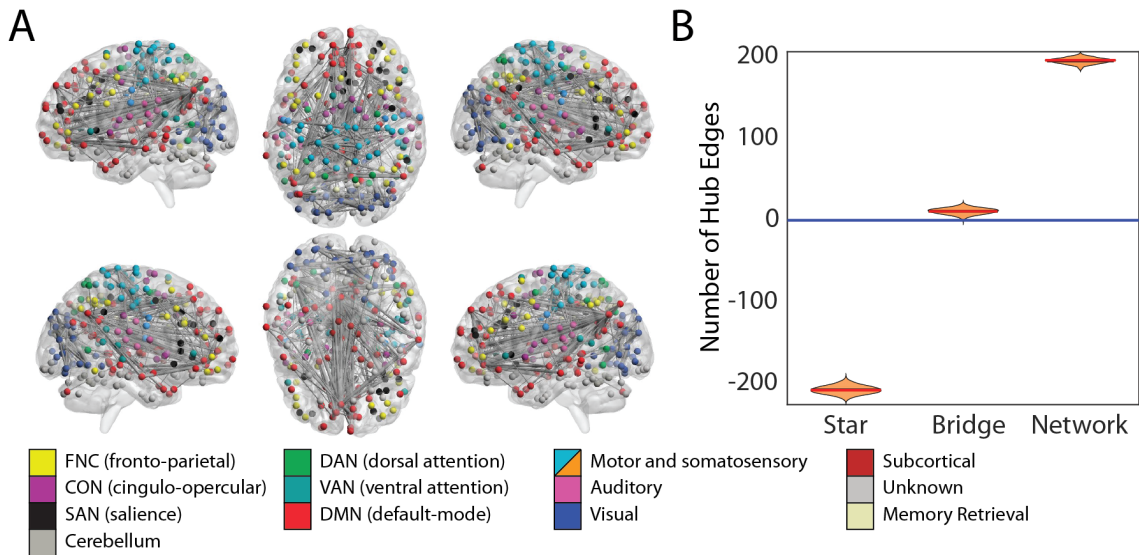 A
B
Number of Hub Edges
200
100
0
-100
-200
Star Bridge Network
FNC (fronto-parietal)
CON (cingulo-opercular)
SAN (salience)
Cerebellum
DAN (dorsal attention)
VAN (ventral attention)
DMN (default-mode)
Motor and somatosensory
Auditory
Visual
Subcortical
Unknown
Memory Retrieval